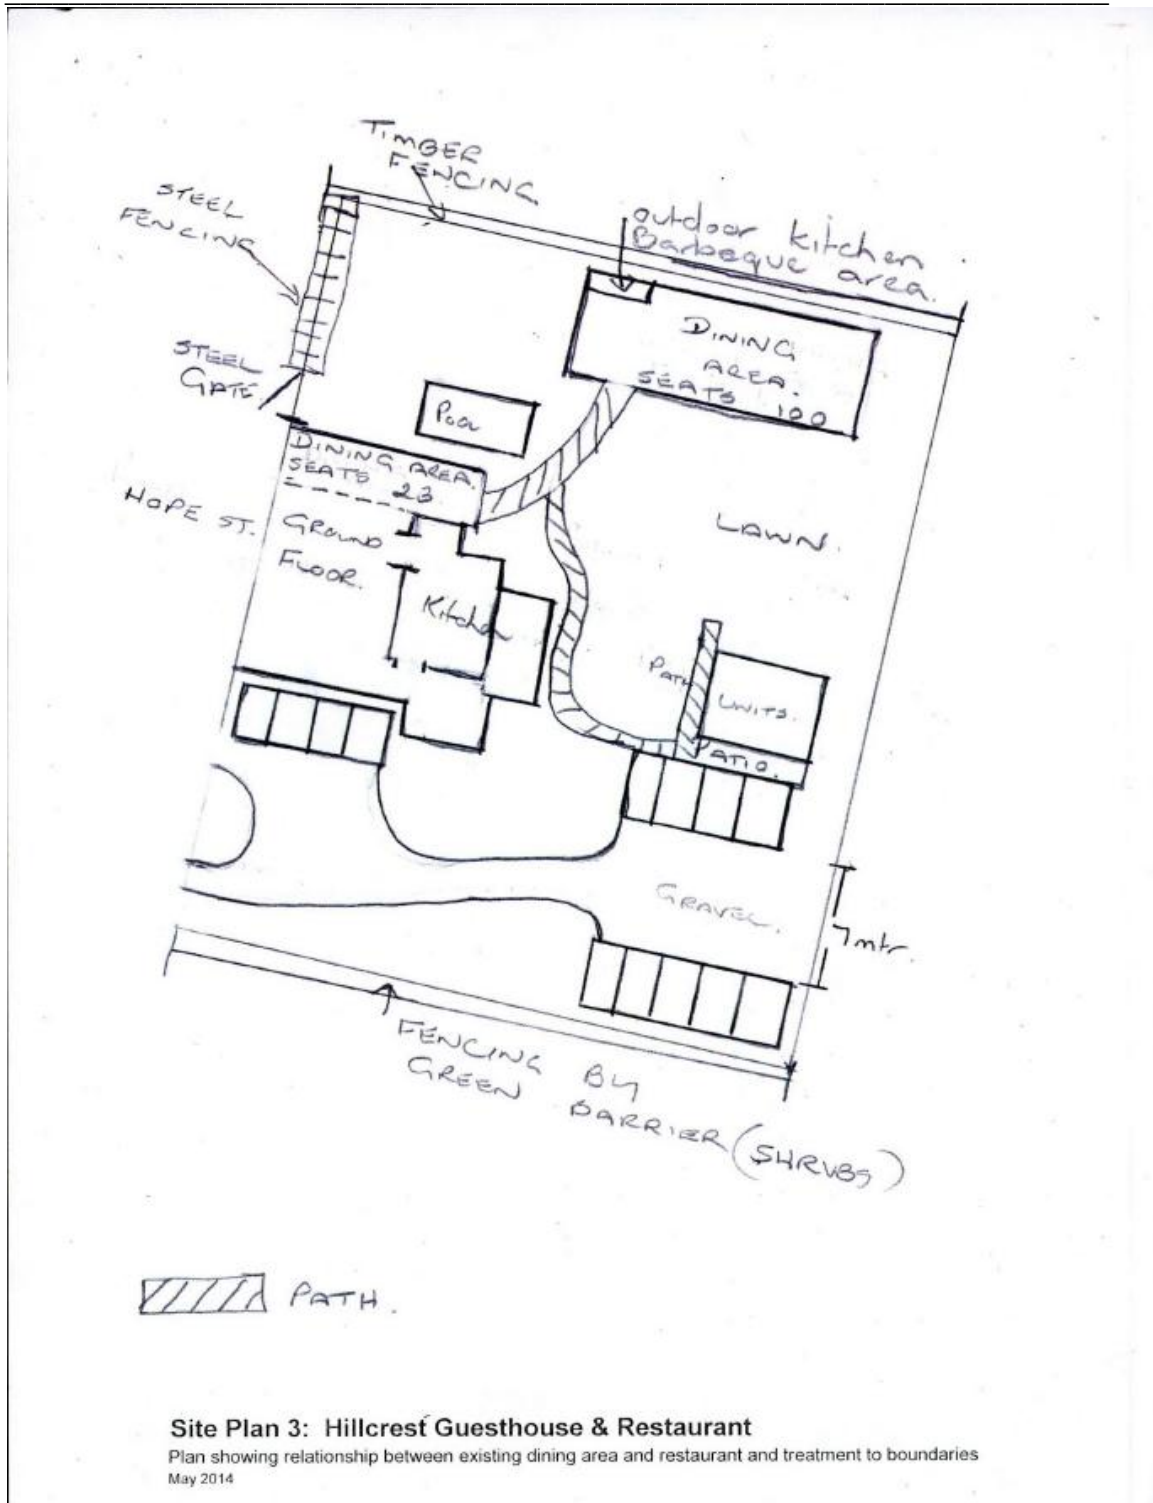 TIMBER
FENCING
STEEL
FENCING
outdoor kitchen
Barbeque area.
DINING
AREA.
SEATS 100
STEEL
GATE.
POOL
DINING AREA.
SEATS 23
HOPE ST.
GROUND
FLOOR.
LAWN.
Kitchen
PATH
UNITS.
PATIO.
GRAVEL.
7 mtr.
FENCING BY
GREEN BARRIER (SHRUBS)
PATH.
Site Plan 3: Hillcrest Guesthouse & Restaurant
Plan showing relationship between existing dining area and restaurant and treatment to boundaries
May 2014